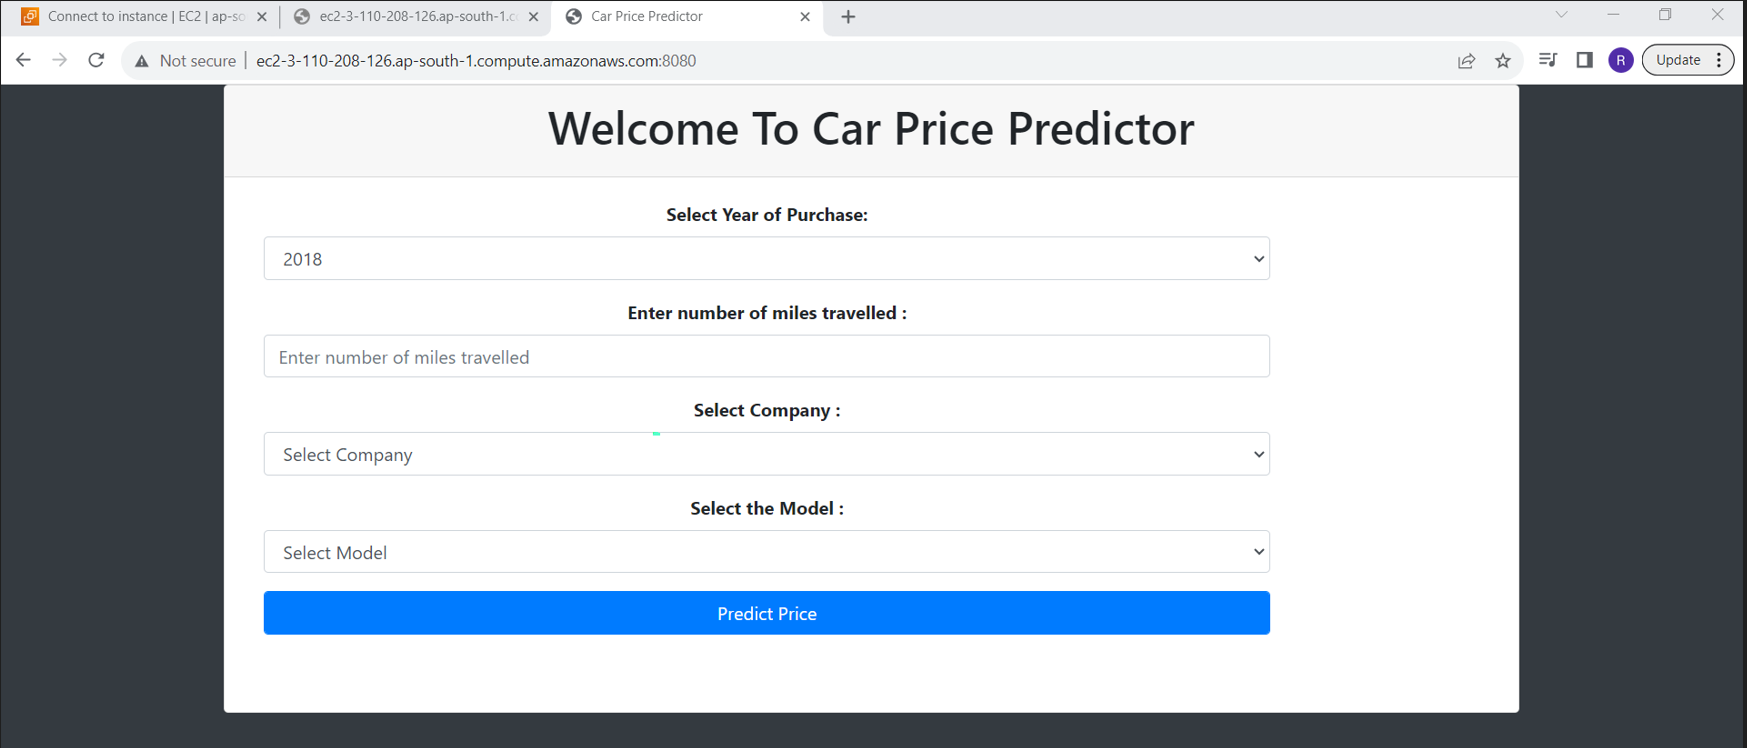 Connect to instance | EC2 | ap-so
ec2-3-110-208-126.ap-south-1.co
Car Price Predictor
Not secure
ec2-3-110-208-126.ap-south-1.compute.amazonaws.com:8080
R
Update
Welcome To Car Price Predictor
Select Year of Purchase:
2018
Enter number of miles travelled :
Enter number of miles travelled
Select Company :
Select Company
Select the Model :
Select Model
Predict Price